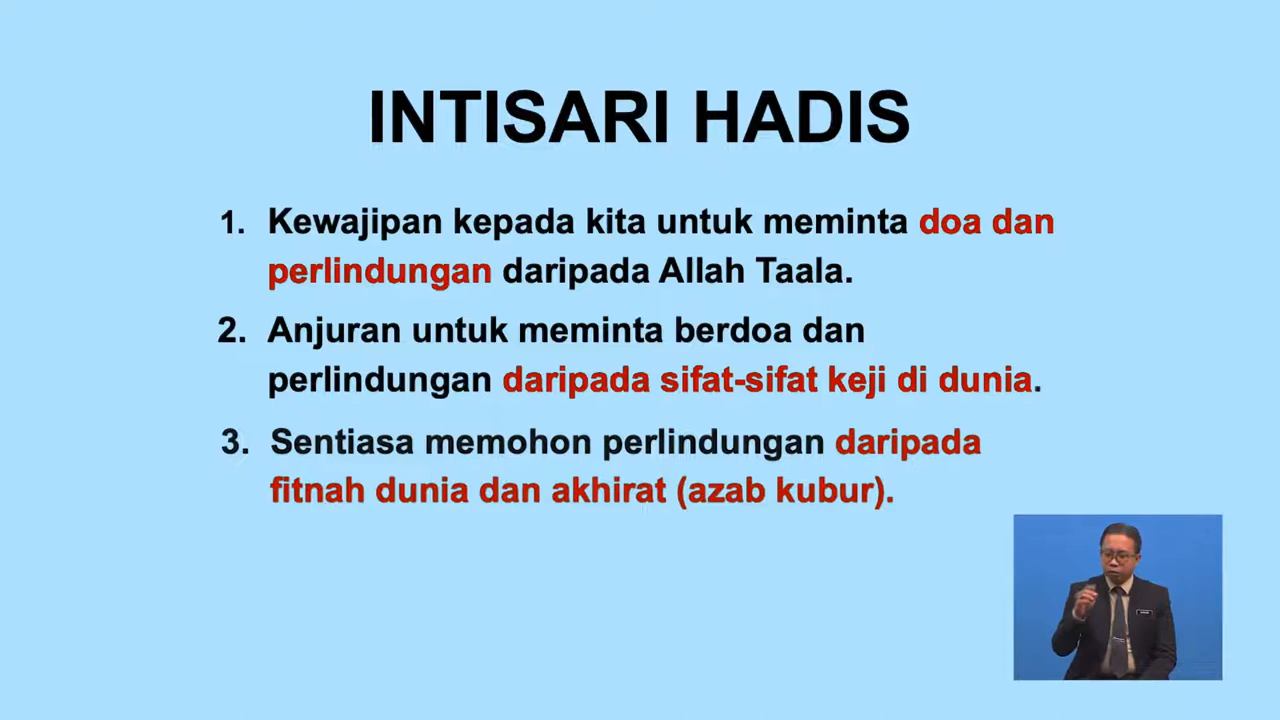 INTISARI HADIS
1. Kewajipan kepada kita untuk meminta doa dan
perlindungan daripada Allah Taala.
2. Anjuran untuk meminta berdoa dan
perlindungan daripada sifat-sifat keji di dunia.
3. Sentiasa memohon perlindungan daripada
fitnah dunia dan akhirat (azab kubur).